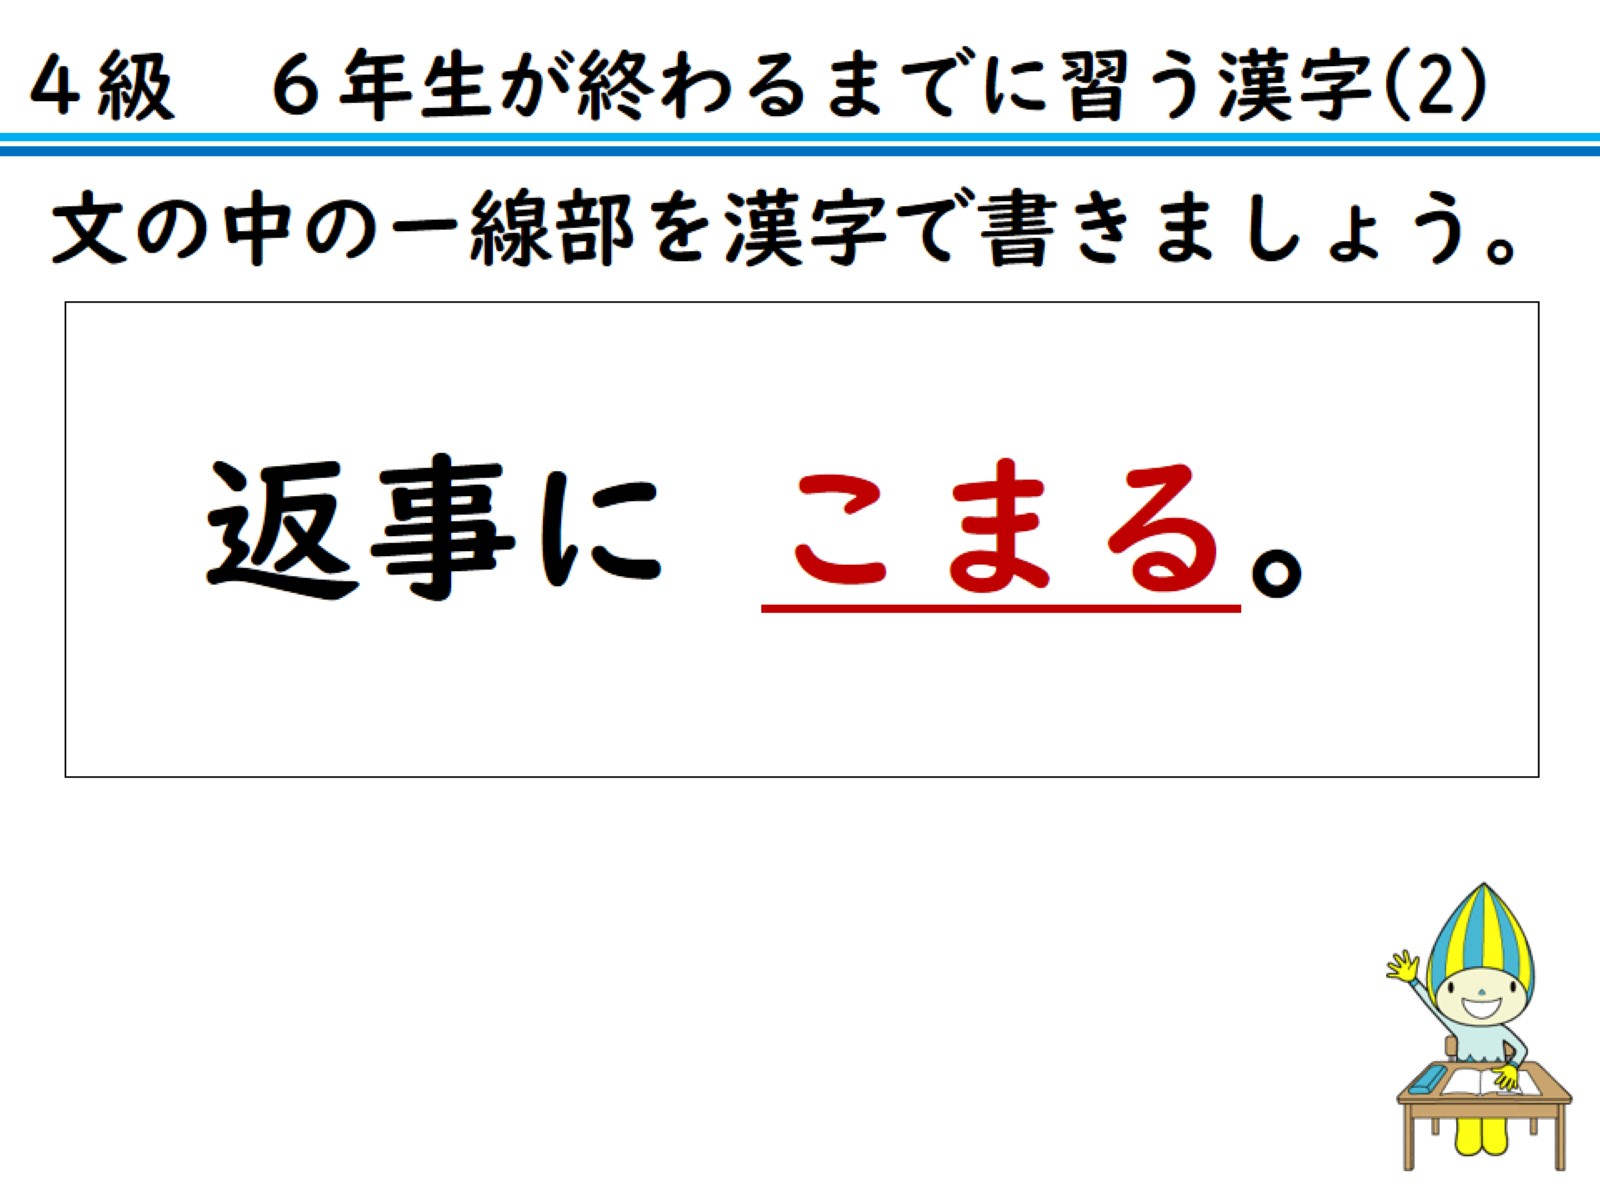 ４級　６年生が終わるまでに習う漢字(2)
文の中の一線部を漢字で書きましょう。
返事に こまる。